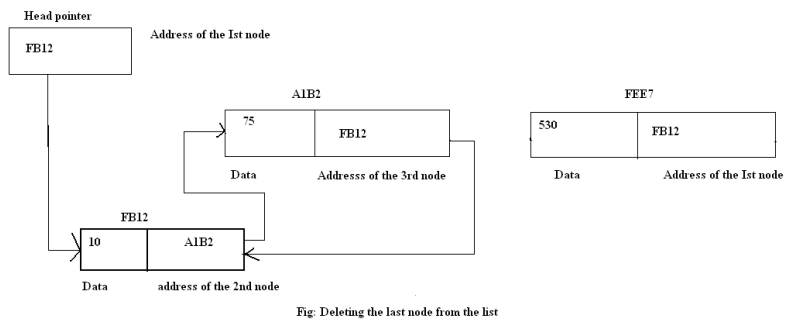 Head pointer
FB12
Address of the Ist node
A1B2
75
FB12
Data
Addresss of the 3rd node
FEE7
530
FB12
Data
Address of the Ist node
FB12
10
A1B2
Data
address of the 2nd node
Fig: Deleting the last node from the list